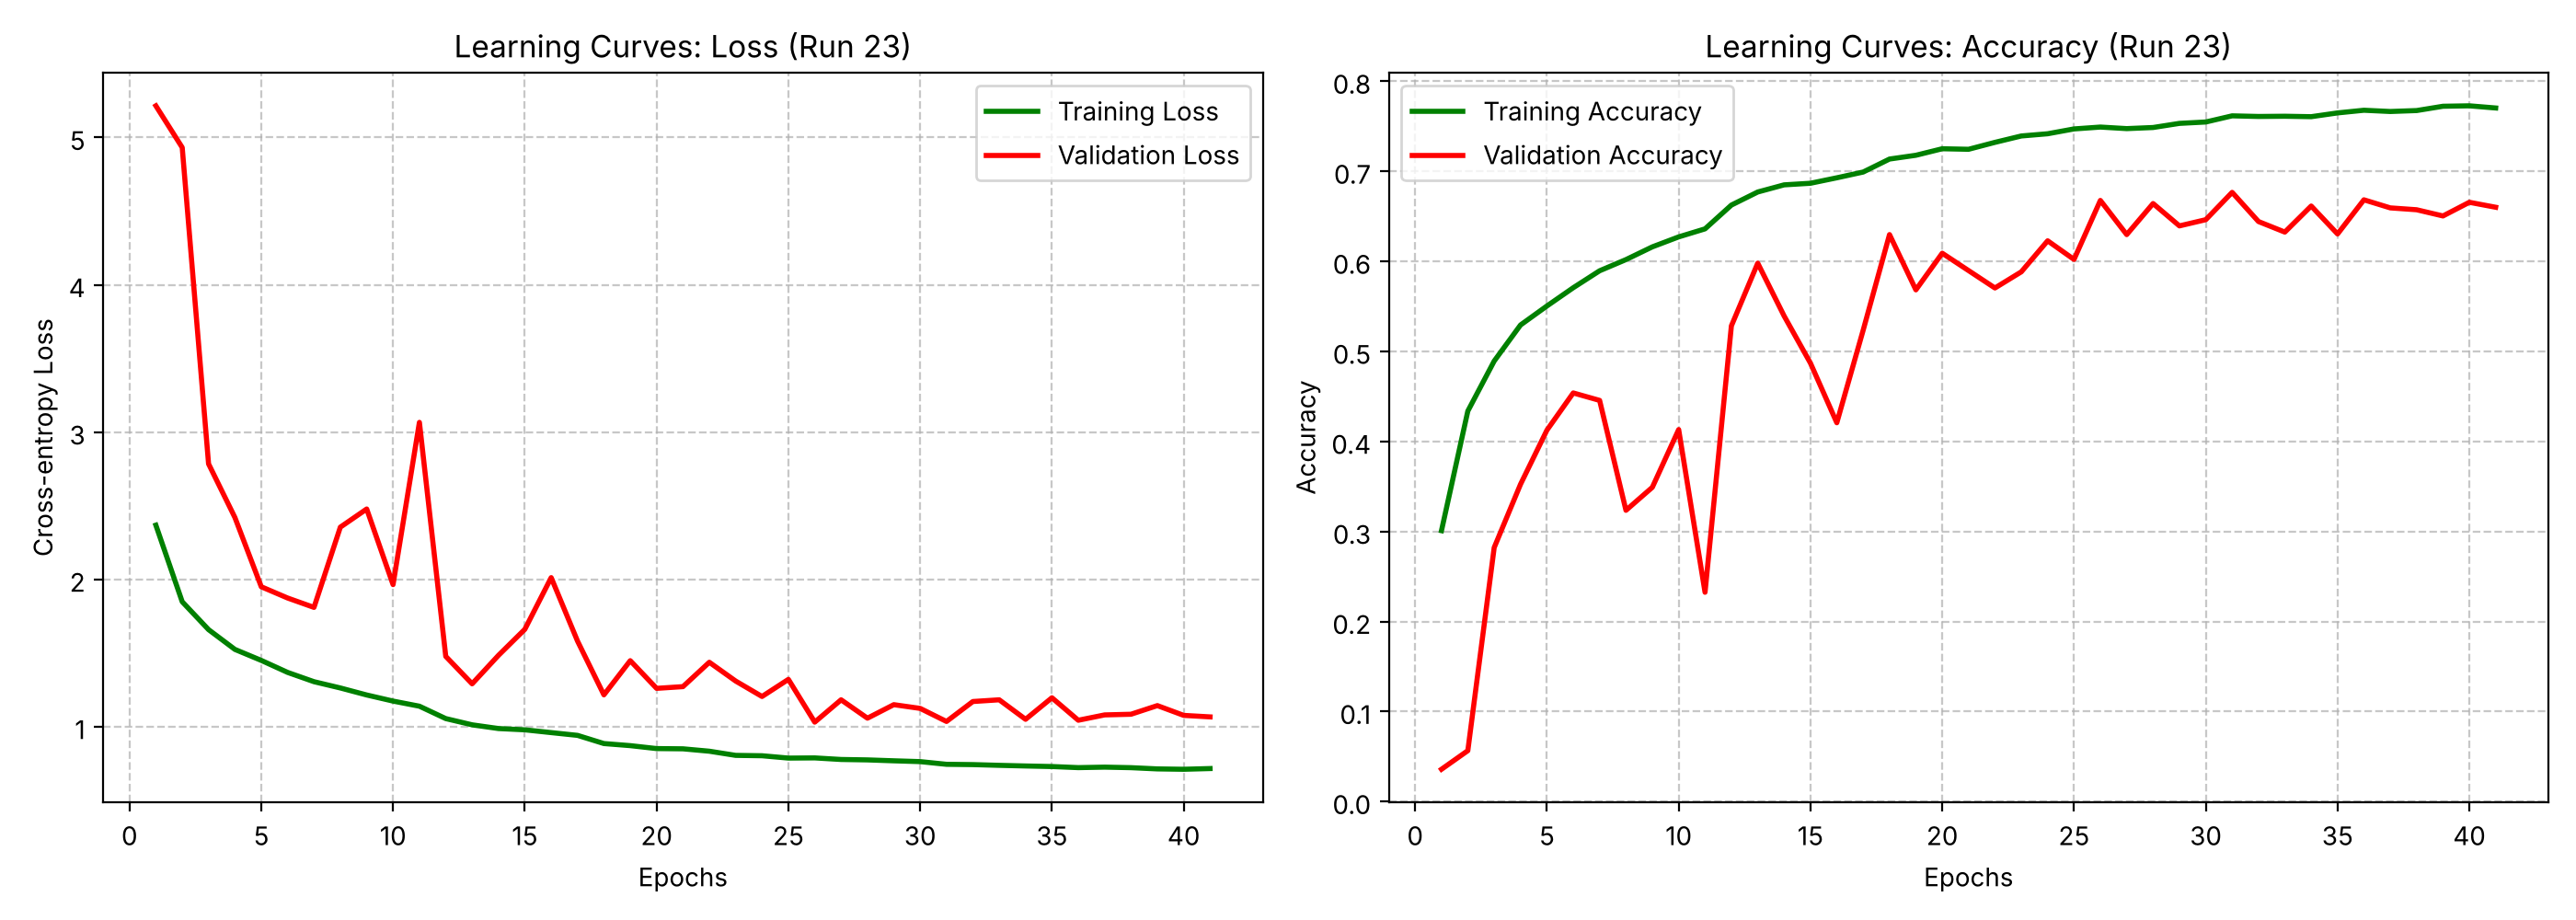 Learning Curves: Loss (Run 23)
Training Loss
Validation Loss
Cross-entropy Loss
5
4
3
2
1
0 5 10 15 20 25 30 35 40
Epochs
Learning Curves: Accuracy (Run 23)
Training Accuracy
Validation Accuracy
Accuracy
0.8
0.7
0.6
0.5
0.4
0.3
0.2
0.1
0.0
0 5 10 15 20 25 30 35 40
Epochs